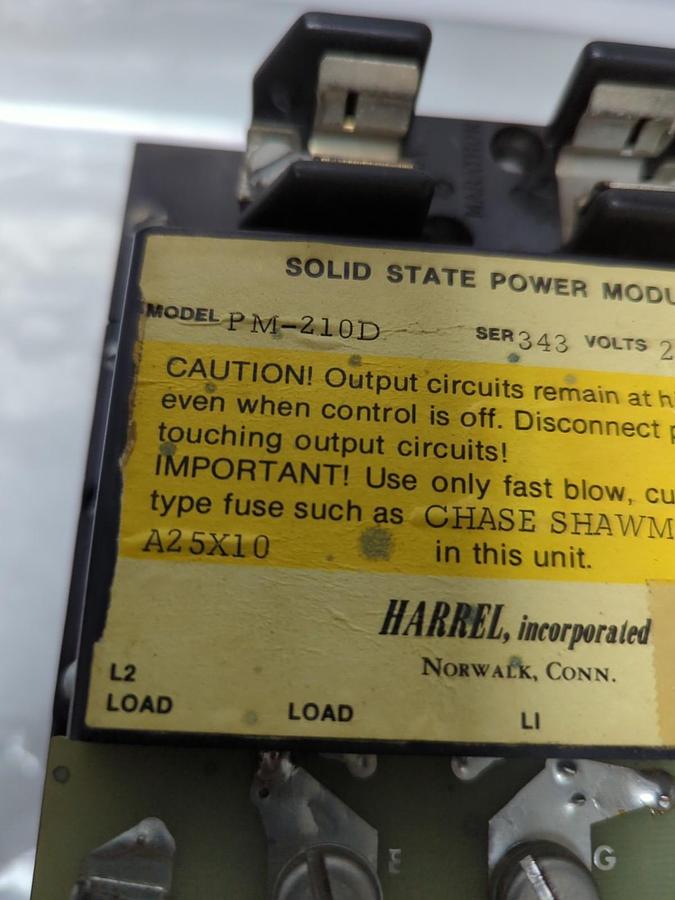 SOLID STATE POWER MODU
MODEL PM-210D SER 343 VOLTS 2
CAUTION! Output circuits remain at hi
even when control is off. Disconnect p
touching output circuits!
IMPORTANT! Use only fast blow, cu
type fuse such as CHASE SHAWM
A25X10 in this unit.
HARREL, incorporated
NORWALK, CONN.
L2
LOAD LOAD L1
G